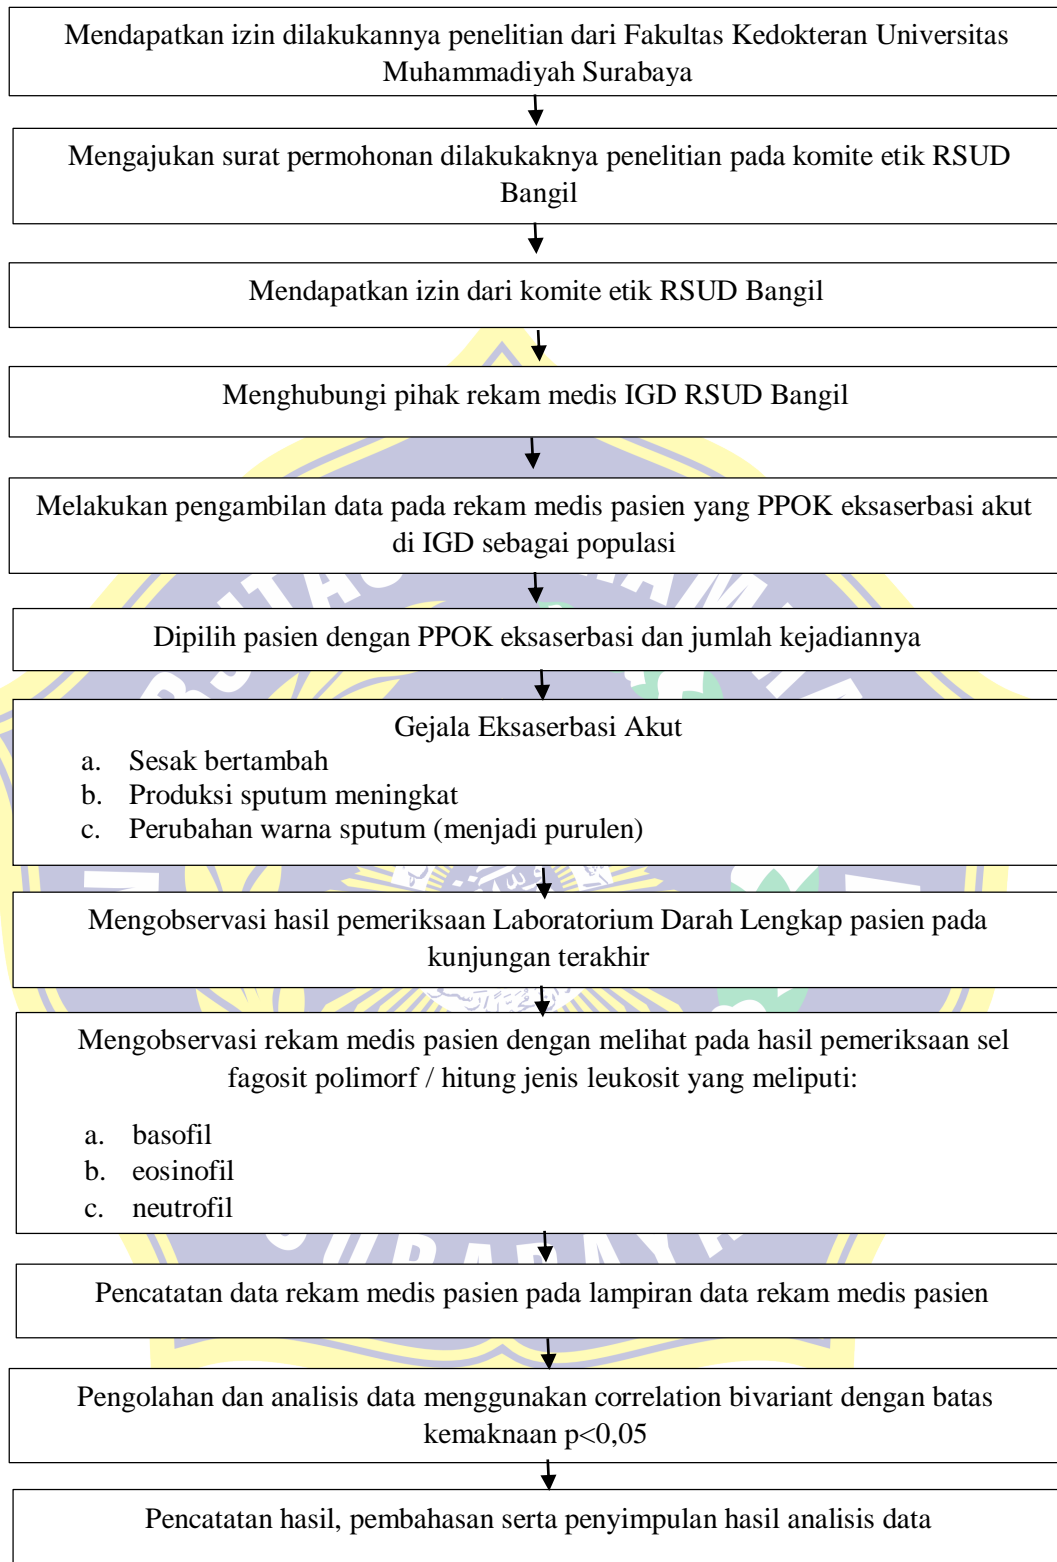 Mendapatkan izin dilakukannya penelitian dari Fakultas Kedokteran Universitas
Muhammadiyah Surabaya
Mengajukan surat permohonan dilakukaknya penelitian pada komite etik RSUD
Bangil
Mendapatkan izin dari komite etik RSUD Bangil
Menghubungi pihak rekam medis IGD RSUD Bangil
Melakukan pengambilan data pada rekam medis pasien yang PPOK eksaserbasi akut
di IGD sebagai populasi
Dipilih pasien dengan PPOK eksaserbasi dan jumlah kejadiannya
Gejala Eksaserbasi Akut
a. Sesak bertambah
b. Produksi sputum meningkat
c. Perubahan warna sputum (menjadi purulen)
Mengobservasi hasil pemeriksaan Laboratorium Darah Lengkap pasien pada
kunjungan terakhir
Mengobservasi rekam medis pasien dengan melihat pada hasil pemeriksaan sel
fagosit polimorf / hitung jenis leukosit yang meliputi:
a. basofil
b. eosinofil
c. neutrofil
SURABAYA
Pencatatan data rekam medis pasien pada lampiran data rekam medis pasien
Pengolahan dan analisis data menggunakan correlation bivariant dengan batas
kemaknaan p<0,05
Pencatatan hasil, pembahasan serta penyimpulan hasil analisis data